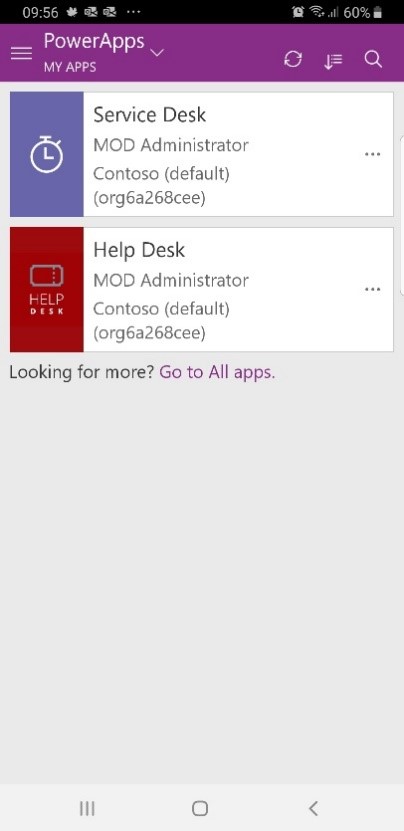 09:56 ... 60%
PowerApps
MY APPS
Service Desk
MOD Administrator
...
Contoso (default)
(org6a268cee)
Help Desk
MOD Administrator
...
Contoso (default)
(org6a268cee)
HELP
DESK
Looking for more? Go to All apps.